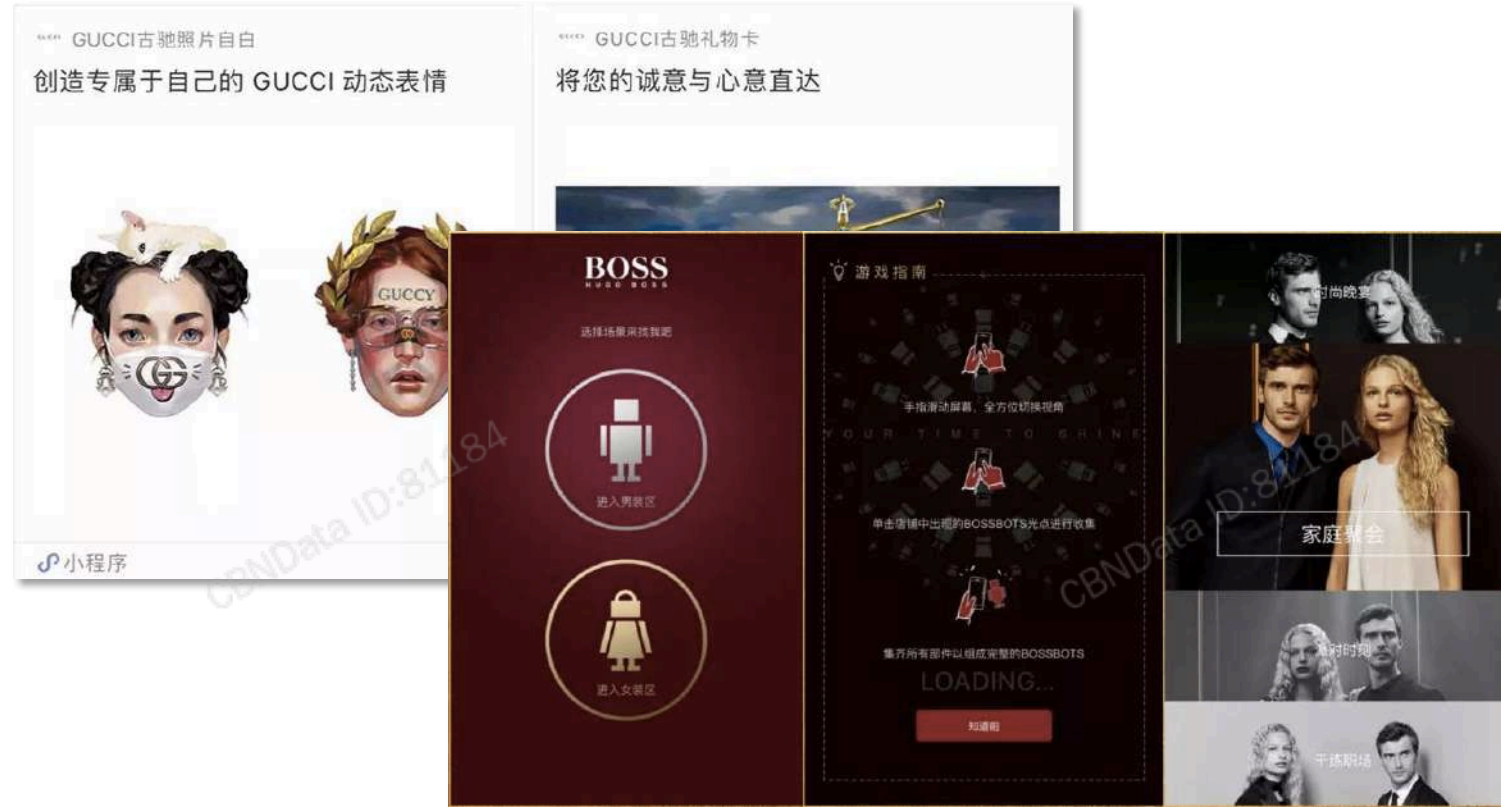 GUCCI GUCCI古驰照片自白
创造专属于自己的 GUCCI 动态表情
GUCCY
GG
小程序
GUCCI GUCCI古驰礼物卡
将您的诚意与心意直达
BOSS
HUGO BOSS
选择场景来找我吧
进入男装区
进入女装区
游戏指南
手指滑动屏幕，全方位切换视角
YOUR TIME TO SHINE
单击店铺中出现的BOSSBOTS光点进行收集
集齐所有部件以组成完整的BOSSBOTS
LOADING...
知道啦
时尚晚宴
家庭聚会
派对时刻
干练职场
CBNData ID:81184
CBNData ID:81184